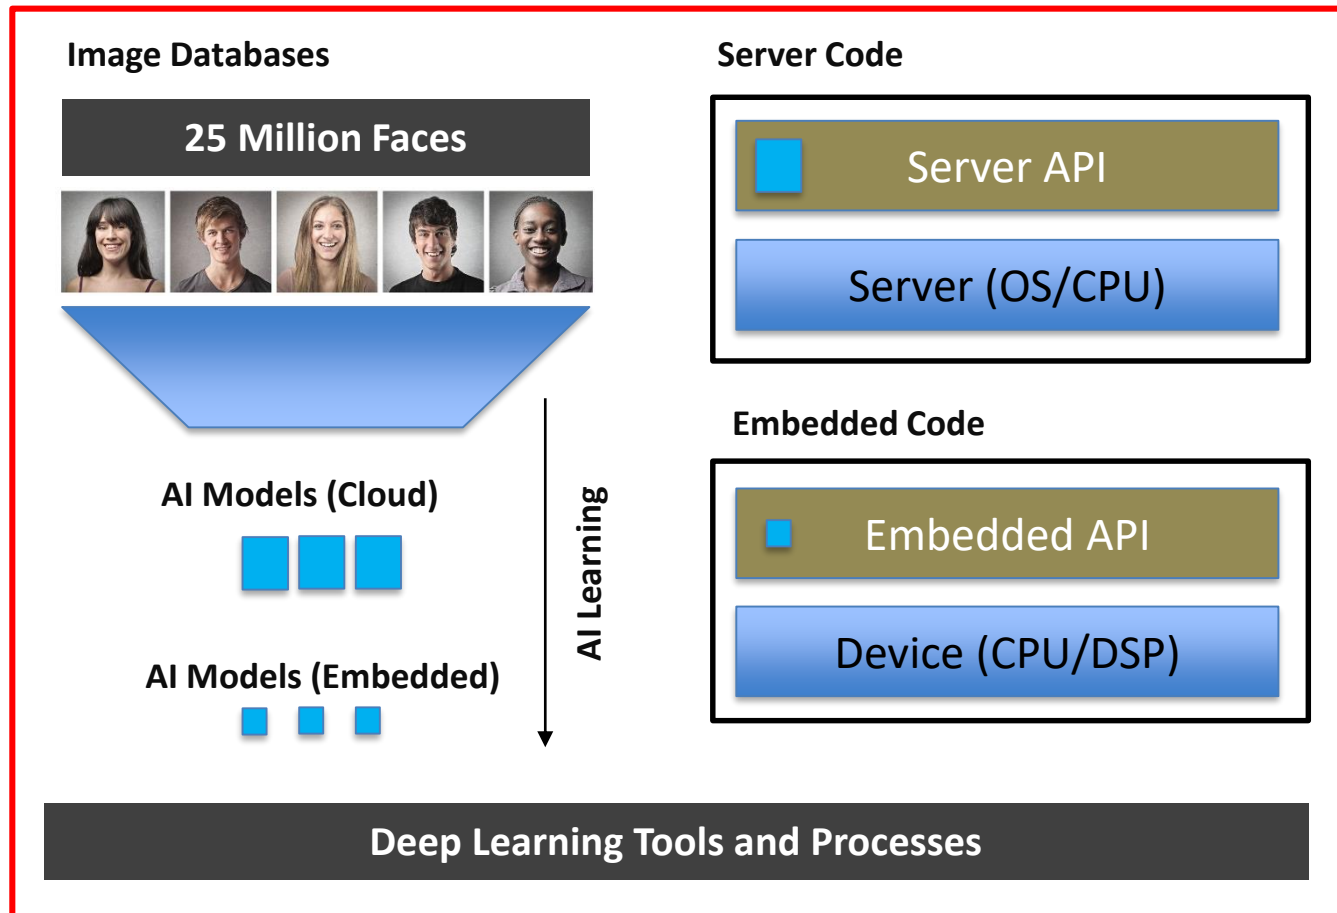 Image Databases
25 Million Faces
AI Models (Cloud)
AI Models (Embedded)
AI Learning
Server Code
Server API
Server (OS/CPU)
Embedded Code
Embedded API
Device (CPU/DSP)
Deep Learning Tools and Processes